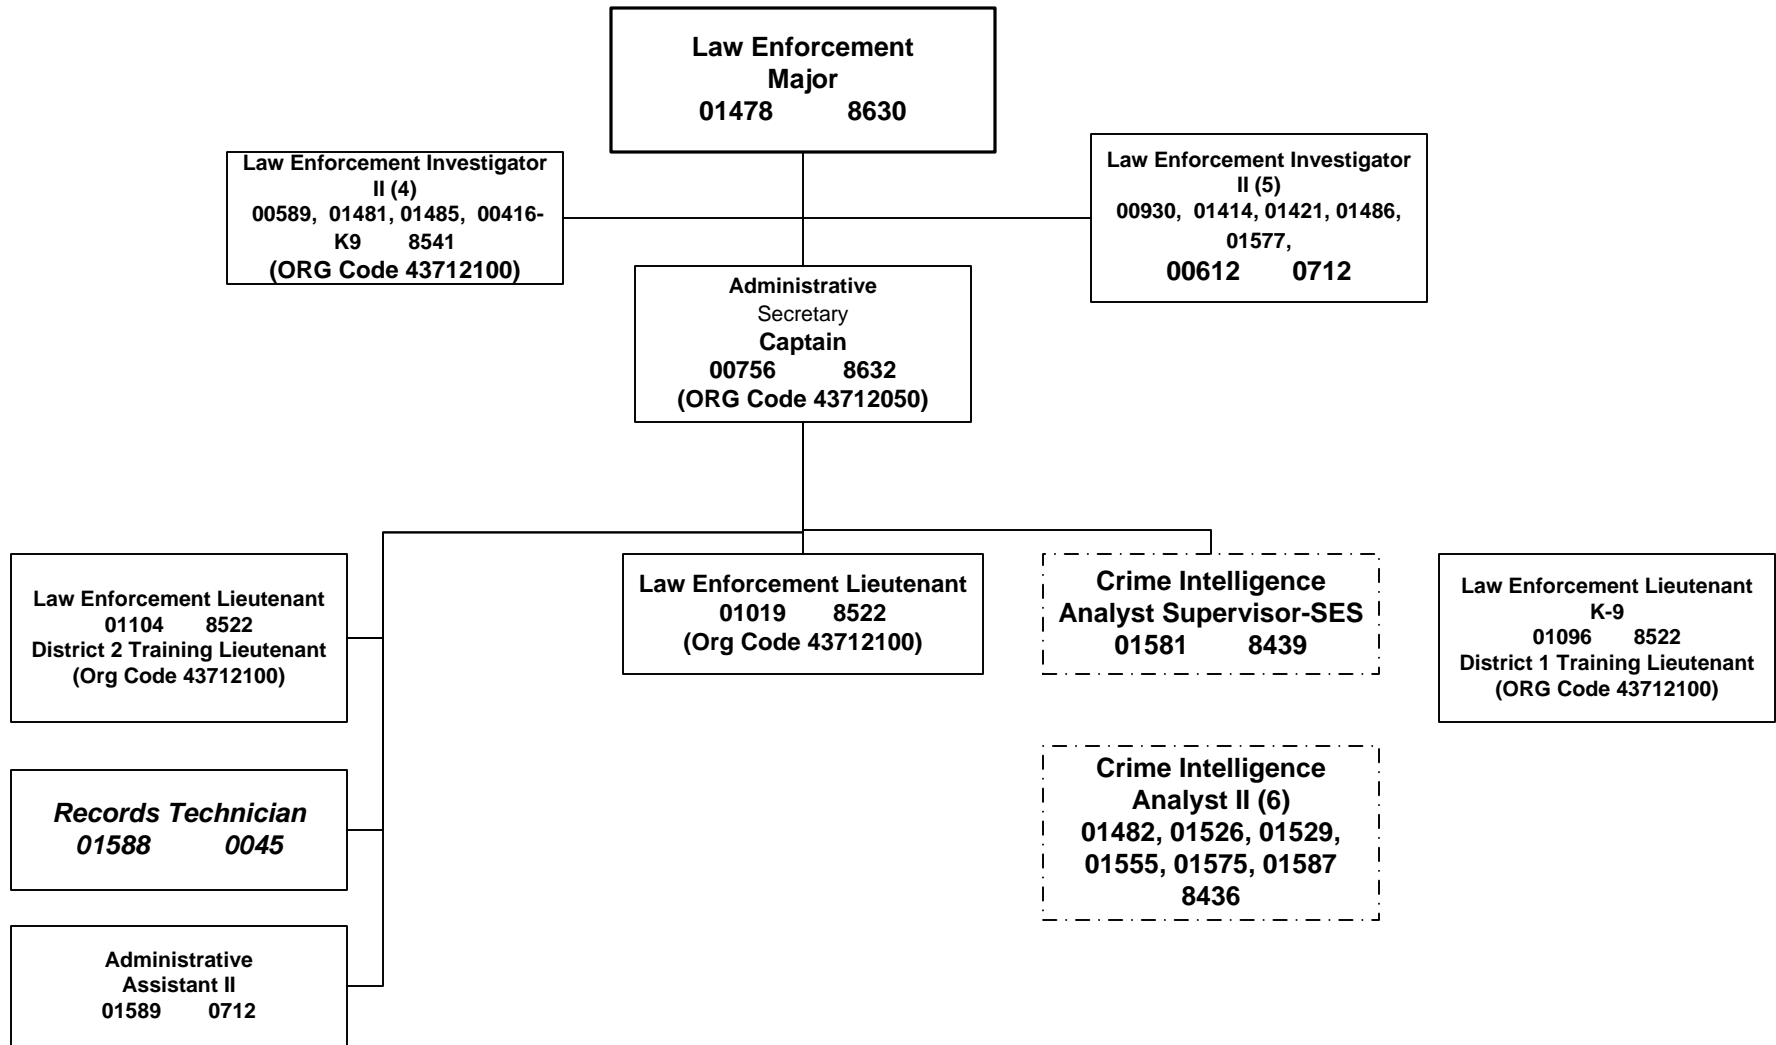 Law Enforcement
Major
01478 8630
Law Enforcement Investigator
II (4)
00589, 01481, 01485, 00416-
K9 8541
(ORG Code 43712100)
Law Enforcement Investigator
II (5)
00930, 01414, 01421, 01486,
01577,
00612 0712
Administrative
Secretary
Captain
00756 8632
(ORG Code 43712050)
Law Enforcement Lieutenant
01104 8522
District 2 Training Lieutenant
(Org Code 43712100)
Law Enforcement Lieutenant
01019 8522
(Org Code 43712100)
Crime Intelligence
Analyst Supervisor-SES
01581 8439
Law Enforcement Lieutenant
K-9
01096 8522
District 1 Training Lieutenant
(ORG Code 43712100)
Records Technician
01588 0045
Crime Intelligence
Analyst II (6)
01482, 01526, 01529,
01555, 01575, 01587
8436
Administrative
Assistant II
01589 0712